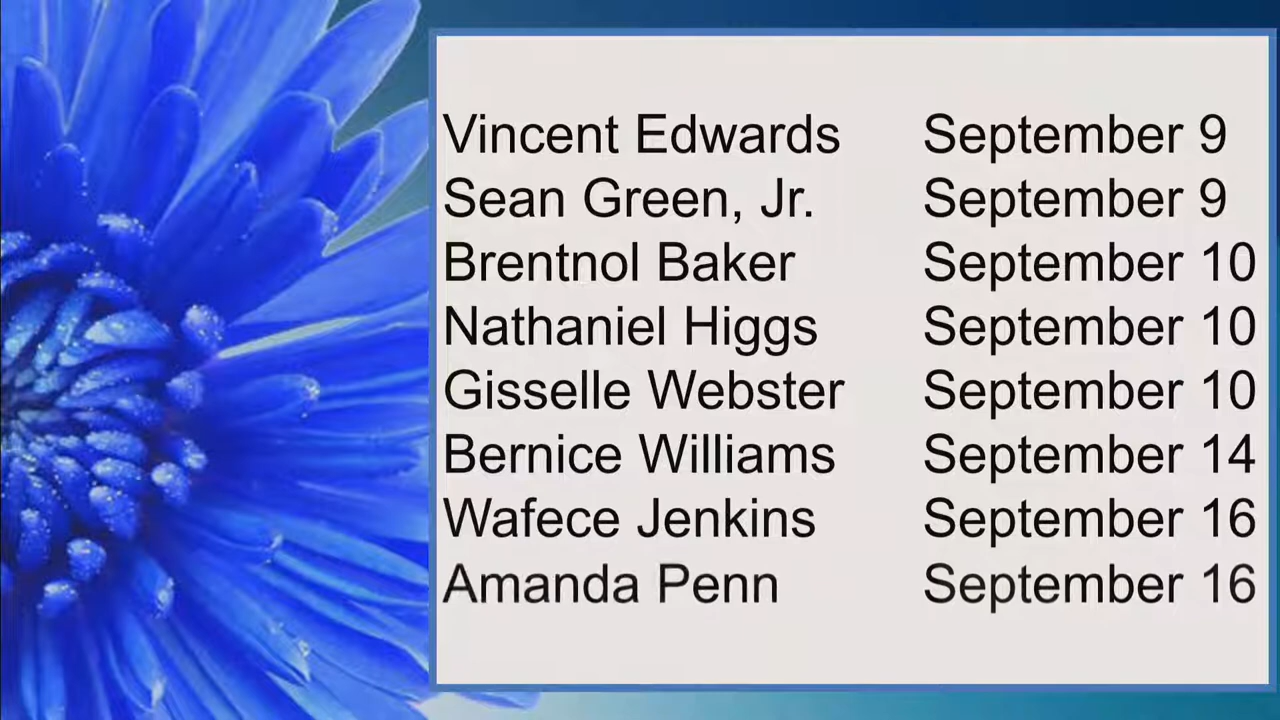 Vincent Edwards September 9
Sean Green, Jr. September 9
Brentnol Baker September 10
Nathaniel Higgs September 10
Gisselle Webster September 10
Bernice Williams September 14
Wafece Jenkins September 16
Amanda Penn September 16